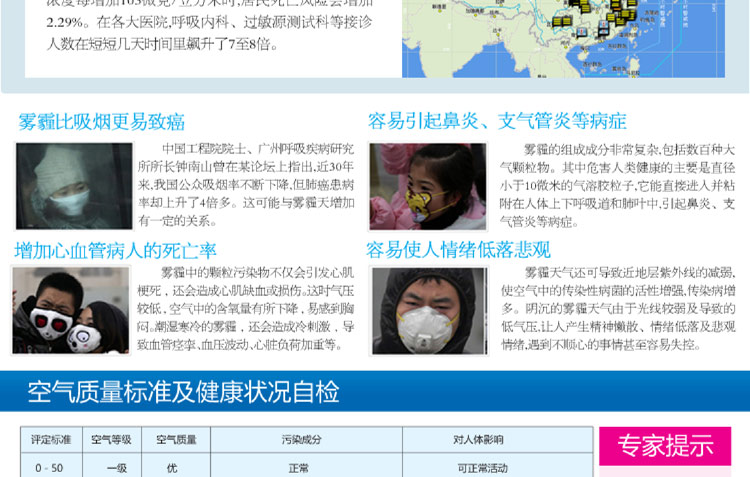 浓度每增加103微克/立方米时,居民死亡风险会增加
2.29%。在各大医院,呼吸内科、过敏源测试科等接诊
人数在短短几天时间里飙升了7至8倍。
雾霾比吸烟更易致癌
中国工程院院士、广州呼吸疾病研究
所所长钟南山曾在某论坛上指出,近30年
来,我国公众吸烟率不断下降,但肺癌患病
率却上升了4倍多。这可能与雾霾天增加
有一定的关系。
容易引起鼻炎、支气管炎等病症
雾霾的组成成分非常复杂,包括数百种大
气颗粒物。其中危害人类健康的主要是直径
小于10微米的气溶胶粒子,它能直接进入并粘
附在人体上下呼吸道和肺叶中,引起鼻炎、支
气管炎等病症。
增加心血管病人的死亡率
雾霾中的颗粒污染物不仅会引发心肌
梗死，还会造成心肌缺血或损伤。这时气压
较低，空气中的含氧量有所下降，易感到胸
闷。潮湿寒冷的雾霾，还会造成冷刺激，导
致血管痉挛、血压波动、心脏负荷加重等。
容易使人情绪低落悲观
雾霾天气还可导致近地层紫外线的减弱,
使空气中的传染性病菌的活性增强,传染病增
多。阴沉的雾霾天气由于光线较弱及导致的
低气压,让人产生精神懒散、情绪低落及悲观
情绪,遇到不顺心的事情甚至容易失控。
空气质量标准及健康状况自检
评定标准 空气等级 空气质量 污染成分 对人体影响
0 - 50 一级 优 正常 可正常活动
专家提示